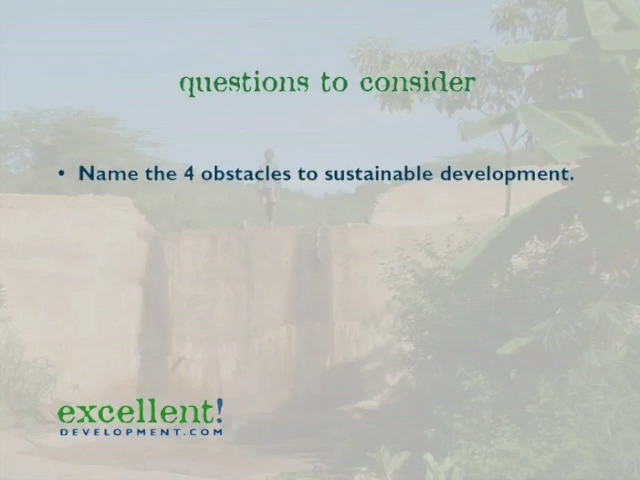 questions to consider
• Name the 4 obstacles to sustainable development.
excellent!
DEVELOPMENT.COM